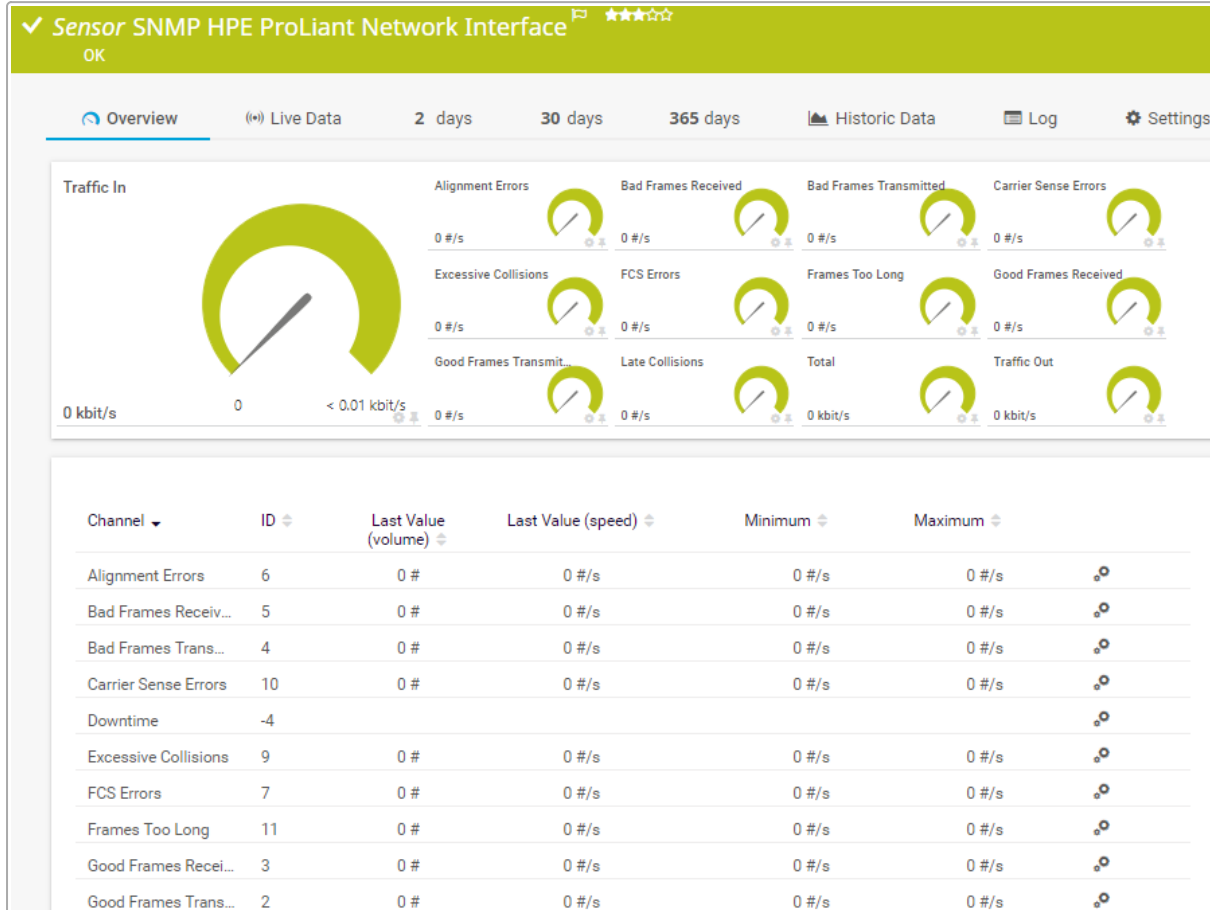 Sensor SNMP HPE ProLiant Network Interface
OK
Overview Live Data 2 days 30 days 365 days Historic Data Log Settings
Traffic In
0 kbit/s
0 < 0.01 kbit/s
Alignment Errors
0 #/s
Bad Frames Received
0 #/s
Bad Frames Transmitted
0 #/s
Carrier Sense Errors
0 #/s
Excessive Collisions
0 #/s
FCS Errors
0 #/s
Frames Too Long
0 #/s
Good Frames Received
0 #/s
Good Frames Transmit...
0 #/s
Late Collisions
0 #/s
Total
0 kbit/s
Traffic Out
0 kbit/s
Channel ID Last Value (volume) Last Value (speed) Minimum Maximum
Alignment Errors 6 0 # 0 #/s 0 #/s 0 #/s
Bad Frames Receiv... 5 0 # 0 #/s 0 #/s 0 #/s
Bad Frames Trans... 4 0 # 0 #/s 0 #/s 0 #/s
Carrier Sense Errors 10 0 # 0 #/s 0 #/s 0 #/s
Downtime -4
Excessive Collisions 9 0 # 0 #/s 0 #/s 0 #/s
FCS Errors 7 0 # 0 #/s 0 #/s 0 #/s
Frames Too Long 11 0 # 0 #/s 0 #/s 0 #/s
Good Frames Recei... 3 0 # 0 #/s 0 #/s 0 #/s
Good Frames Trans... 2 0 # 0 #/s 0 #/s 0 #/s